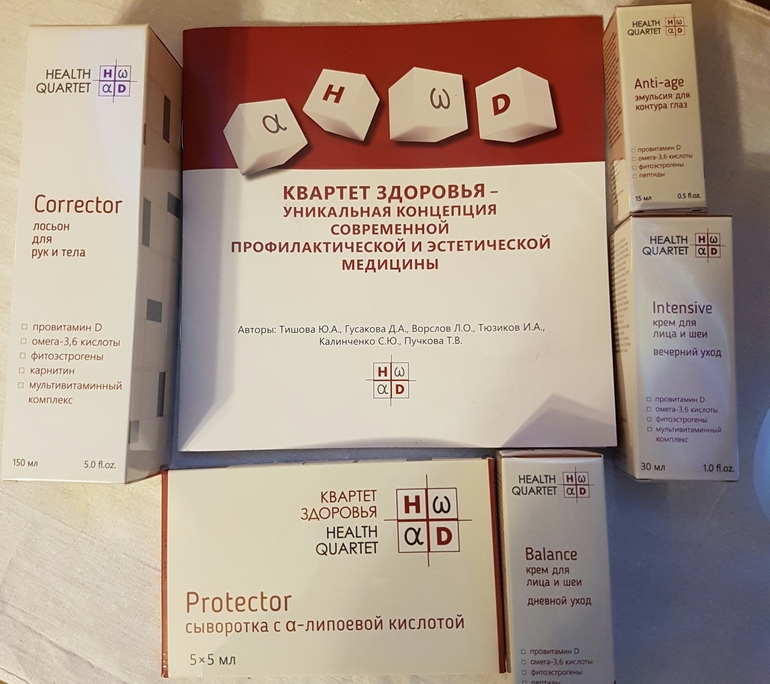 HEALTH
QUARTET
H ω
α D
Corrector
лосьон
для
рук и тела
провитамин D
омега-3,6 кислоты
фитоэстрогены
карнитин
мультивитаминный
комплекс
150 мл 5.0 fl.oz.
α H ω D
КВАРТЕТ ЗДОРОВЬЯ –
УНИКАЛЬНАЯ КОНЦЕПЦИЯ
СОВРЕМЕННОЙ
ПРОФИЛАКТИЧЕСКОЙ И ЭСТЕТИЧЕСКОЙ
МЕДИЦИНЫ
Авторы: Тишова Ю.А., Гусакова Д.А., Ворслов Л.О., Тюзиков И.А.,
Калинченко С.Ю., Пучкова Т.В.
H ω
α D
HEALTH
QUARTET
H ω
α D
Anti-age
эмульсия для
контура глаз
провитамин D
омега-3,6 кислоты
фитоэстрогены
пептиды
15 мл 0.5 fl.oz.
HEALTH
QUARTET
H ω
α D
Intensive
крем для
лица и шеи
вечерний уход
провитамин D
омега-3,6 кислоты
фитоэстрогены
мультивитаминный
комплекс
30 мл 1.0 fl.oz.
КВАРТЕТ
ЗДОРОВЬЯ
HEALTH
QUARTET
H ω
α D
Protector
сыворотка с α-липоевой кислотой
5×5 мл
HEALTH
QUARTET
H ω
α D
Balance
крем для
лица и шеи
дневной уход
провитамин D
омега-3,6 кислоты
фитоэстрогены
пептиды